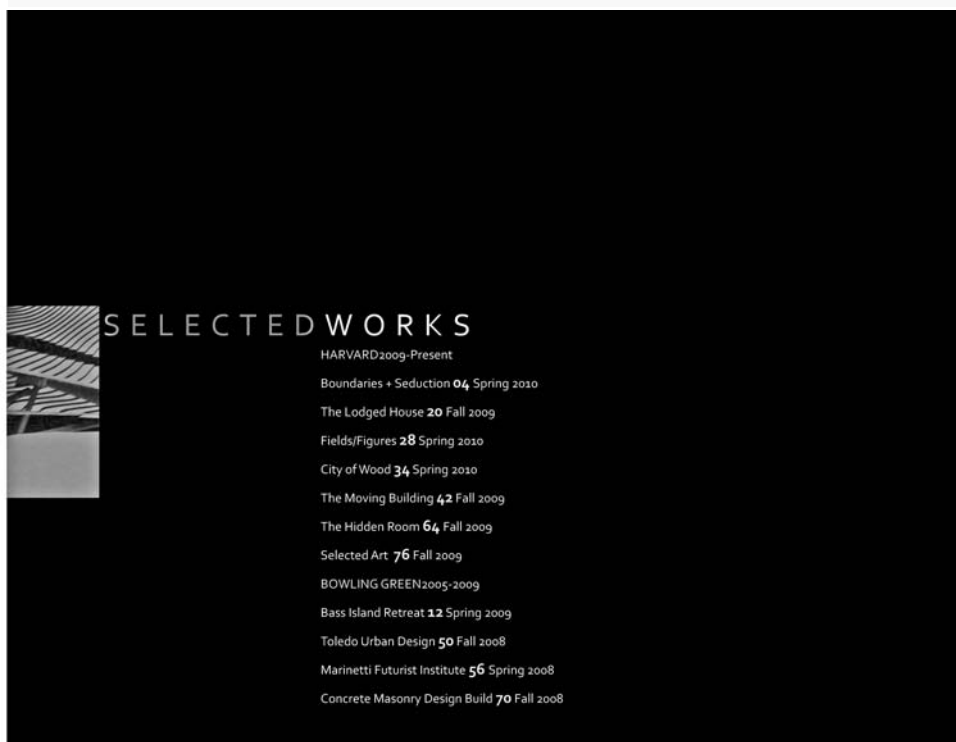 SELECTEDWORKS
HARVARD2009-Present
Boundaries + Seduction 04 Spring 2010
The Lodged House 20 Fall 2009
Fields/Figures 28 Spring 2010
City of Wood 34 Spring 2010
The Moving Building 42 Fall 2009
The Hidden Room 64 Fall 2009
Selected Art 76 Fall 2009
BOWLING GREEN2005-2009
Bass Island Retreat 12 Spring 2009
Toledo Urban Design 50 Fall 2008
Marinetti Futurist Institute 56 Spring 2008
Concrete Masonry Design Build 70 Fall 2008